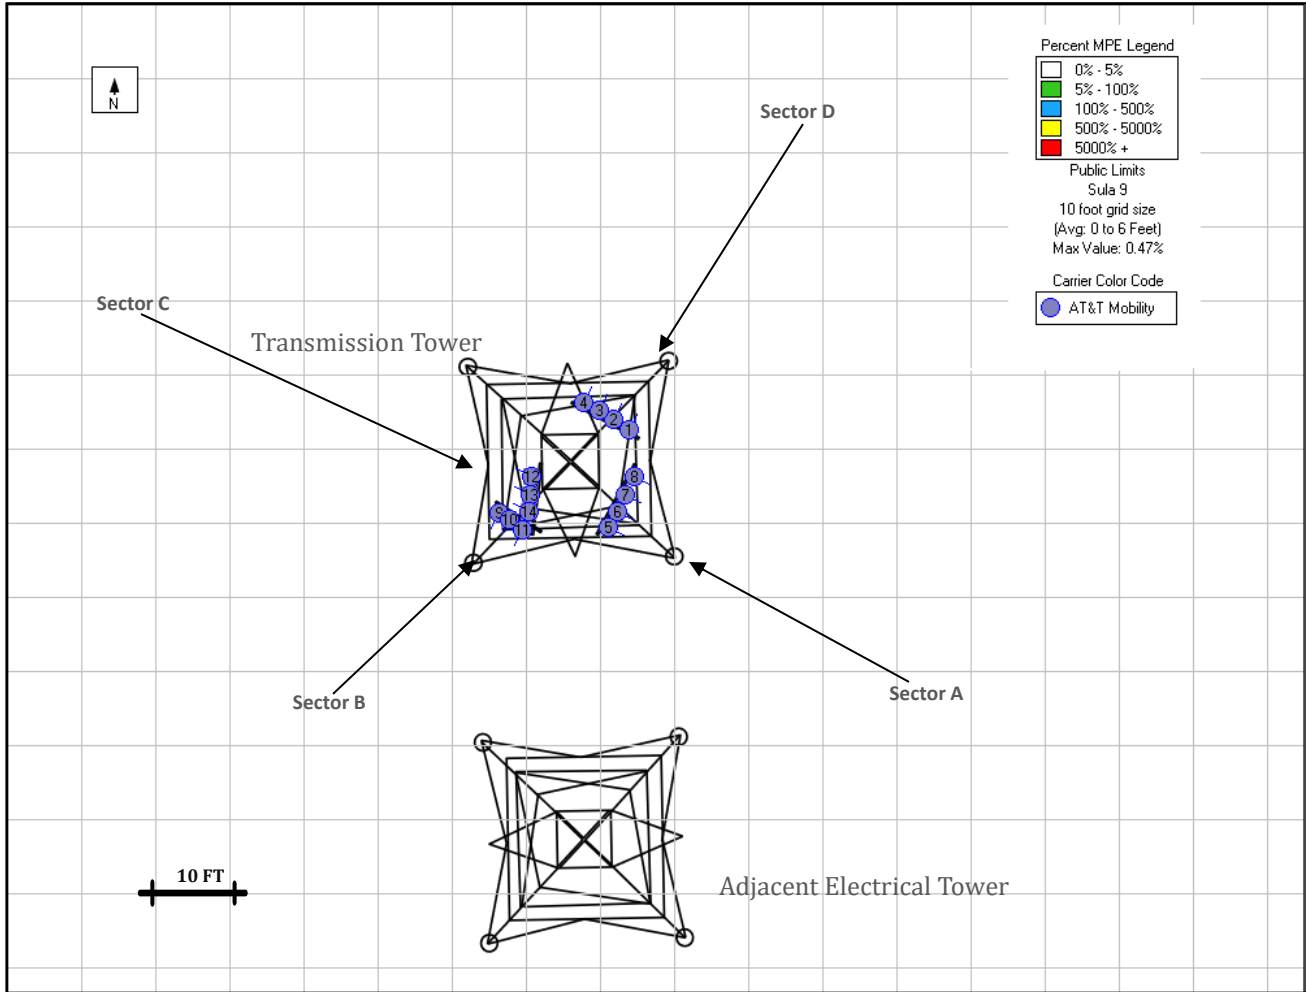 Percent MPE Legend
0% - 5%
5% - 100%
100% - 500%
500% - 5000%
5000% +
Public Limits
Sula 9
10 foot grid size
(Avg: 0 to 6 Feet)
Max Value: 0.47%
Carrier Color Code
AT&T Mobility
N
Sector D
Sector C
Transmission Tower
4
3
2
1
12
8
13
7
9
14
6
10
11
5
Sector B
Sector A
10 FT
Adjacent Electrical Tower